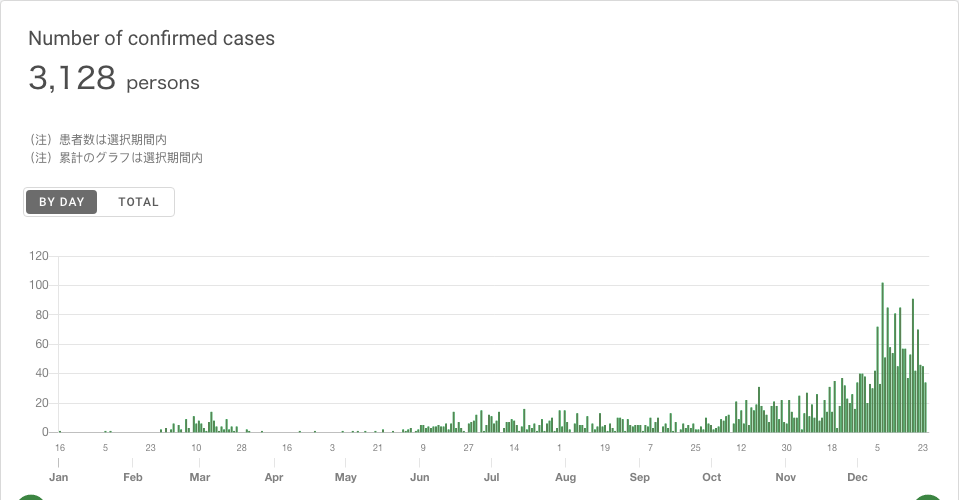 Number of confirmed cases
3,128 persons
（注）患者数は選択期間内
（注）累計のグラフは選択期間内
BY DAY TOTAL
120
100
80
60
40
20
0
16 5 23 10 28 16 3 21 9 27 14 1 19 7 25 12 30 18 5 23
Jan Feb Mar Apr May Jun Jul Aug Sep Oct Nov Dec